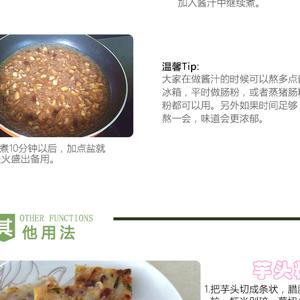 加入酱汁中继续煮。
温馨Tip:
大家在做酱汁的时候可以熬多点
冰箱，平时做肠粉，或者蒸猪肠
粉都可以用。另外如果时间足够
熬一会，味道会更浓郁。
煮10分钟以后，加点盐就
火盛出备用。
其
OTHER FUNCTIONS
他用法
芋头
1.把芋头切成条状，腊